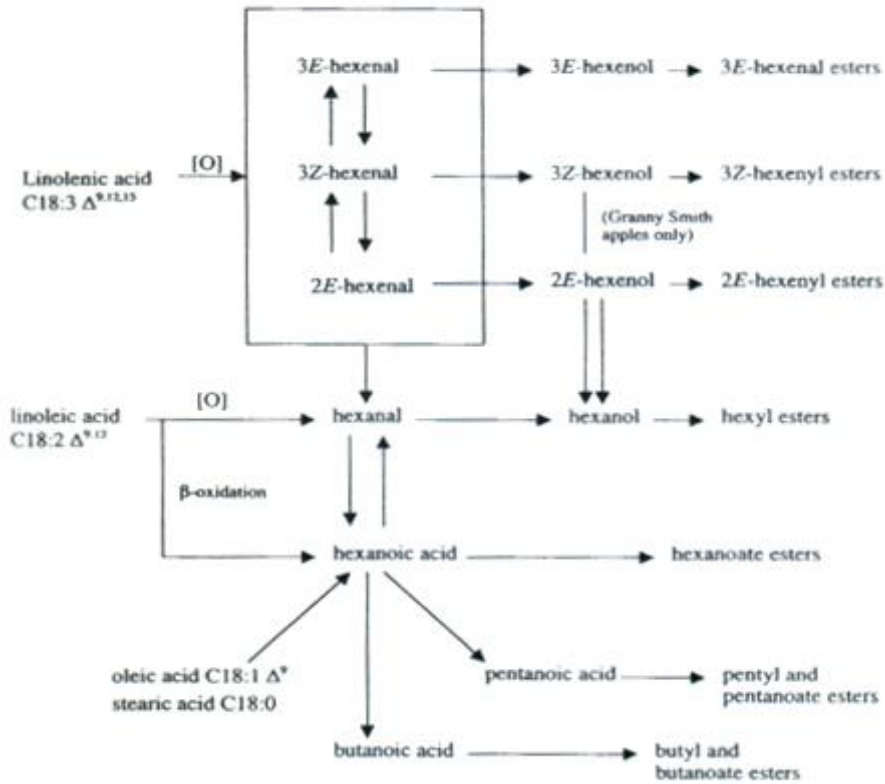 3E-hexenal 3E-hexenol 3E-hexenal esters
[O]
Linolenic acid
C18:3 Δ9,12,15
3Z-hexenal 3Z-hexenol 3Z-hexenyl esters
(Granny Smith
apples only)
2E-hexenal 2E-hexenol 2E-hexenyl esters
[O]
linoleic acid
C18:2 Δ9,12
hexanal hexanol hexyl esters
β-oxidation
hexanoic acid hexanoate esters
oleic acid C18:1 Δ9
stearic acid C18:0
pentanoic acid pentyl and
pentanoate esters
butanoic acid butyl and
butanoate esters